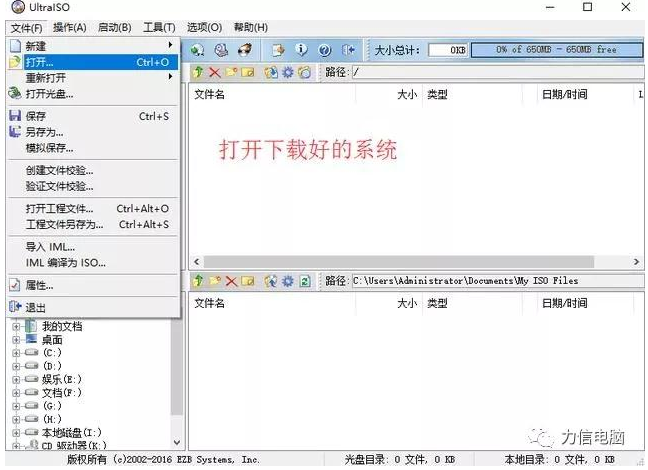 UltraISO
文件(F) 操作(A) 启动(B) 工具(T) 选项(O) 帮助(H)
新建
打开... Ctrl+O
重新打开
打开光盘...
保存 Ctrl+S
另存为...
模拟保存...
创建文件校验...
验证文件校验...
打开工程文件... Ctrl+Alt+O
工程文件另存为... Ctrl+Alt+S
导入 IML...
IML 编译为 ISO...
属性...
退出
我的文档
桌面
(C:)
(D:)
娱乐(E:)
文档(F:)
(G:)
(H:)
本地磁盘(I:)
CD 驱动器(K:)
大小总计: 0KB 0% of 650MB - 650MB free
路径: /
文件名 大小 类型 日期/时间 L
打开下载好的系统
路径: C:\Users\Administrator\Documents\My ISO Files
文件名 大小 类型 日期/时间
力信电脑
版权所有 (c)2002-2016 EZB Systems, Inc. 光盘目录: 0 文件, 0 KB 本地目录: 0 文件, 0 KB